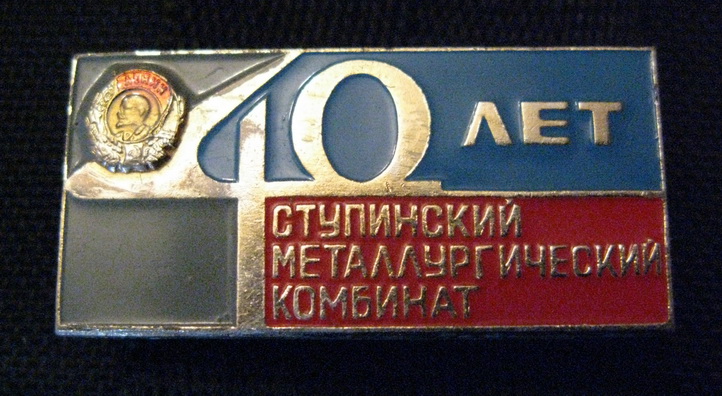 40 ЛЕТ
СТУПИНСКИЙ
МЕТАЛЛУРГИЧЕСКИЙ
КОМБИНАТ